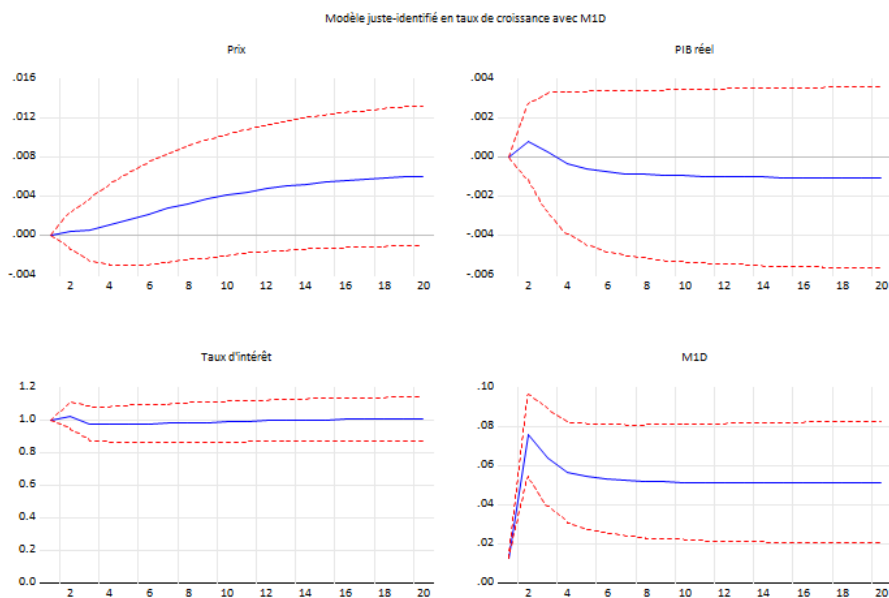 Modèle juste-identifié en taux de croissance avec M1D
Prix
.016
.012
.008
.004
.000
-.004
2 4 6 8 10 12 14 16 18 20
PIB réel
.004
.002
.000
-.002
-.004
-.006
2 4 6 8 10 12 14 16 18 20
Taux d'intérêt
1.2
1.0
0.8
0.6
0.4
0.2
0.0
2 4 6 8 10 12 14 16 18 20
M1D
.10
.08
.06
.04
.02
.00
2 4 6 8 10 12 14 16 18 20